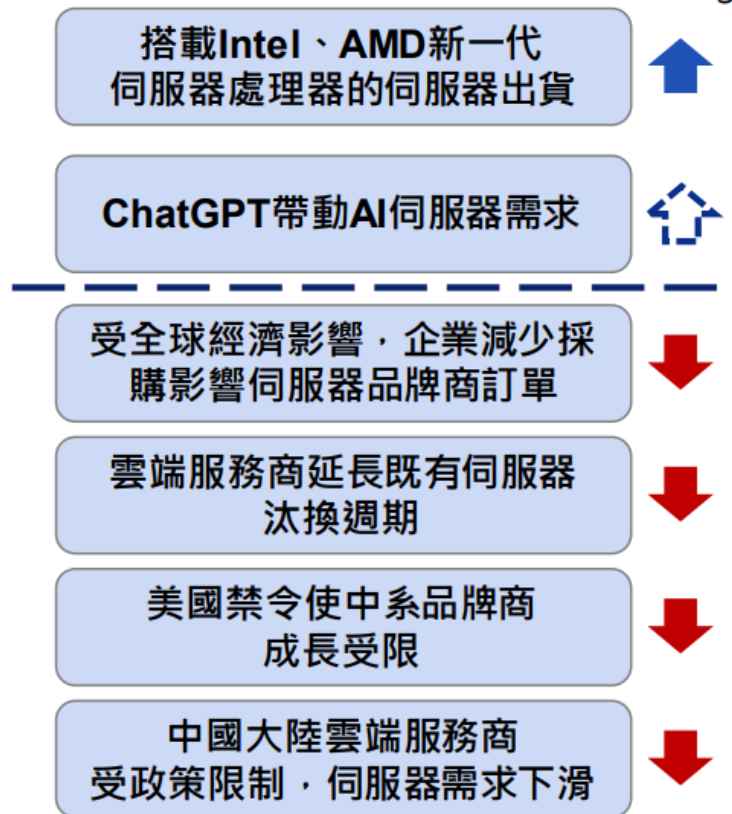 搭載Intel、AMD新一代
伺服器處理器的伺服器出貨
ChatGPT帶動AI伺服器需求
受全球經濟影響，企業減少採
購影響伺服器品牌商訂單
雲端服務商延長既有伺服器
汰換週期
美國禁令使中系品牌商
成長受限
中國大陸雲端服務商
受政策限制，伺服器需求下滑